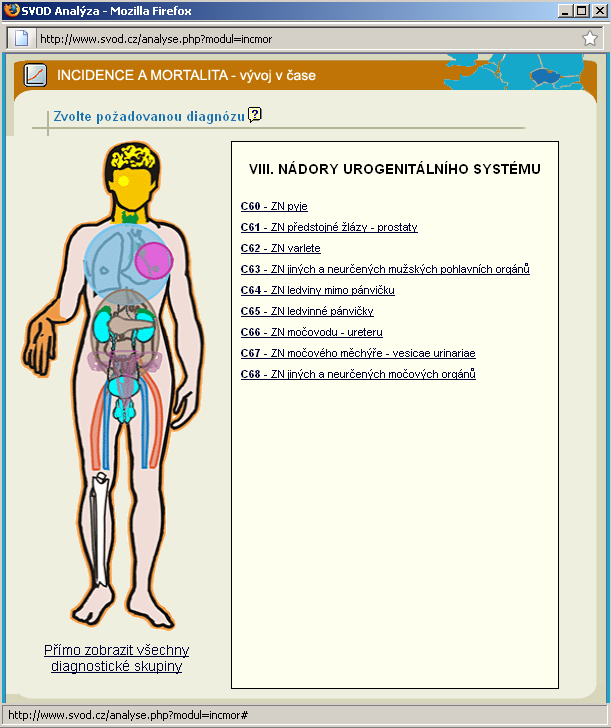 SVOD Analýza - Mozilla Firefox
http://www.svod.cz/analyse.php?modul=incmor
INCIDENCE A MORTALITA - vývoj v čase
Zvolte požadovanou diagnózu ?
VIII. NÁDORY UROGENITÁLNÍHO SYSTÉMU
C60 - ZN pyje
C61 - ZN předstojné žlázy - prostaty
C62 - ZN varlete
C63 - ZN jiných a neurčených mužských pohlavních orgánů
C64 - ZN ledviny mimo pánvičku
C65 - ZN ledvinné pánvičky
C66 - ZN močovodu - ureteru
C67 - ZN močového měchýře - vesicae urinariae
C68 - ZN jiných a neurčených močových orgánů
Přímo zobrazit všechny
diagnostické skupiny
http://www.svod.cz/analyse.php?modul=incmor#